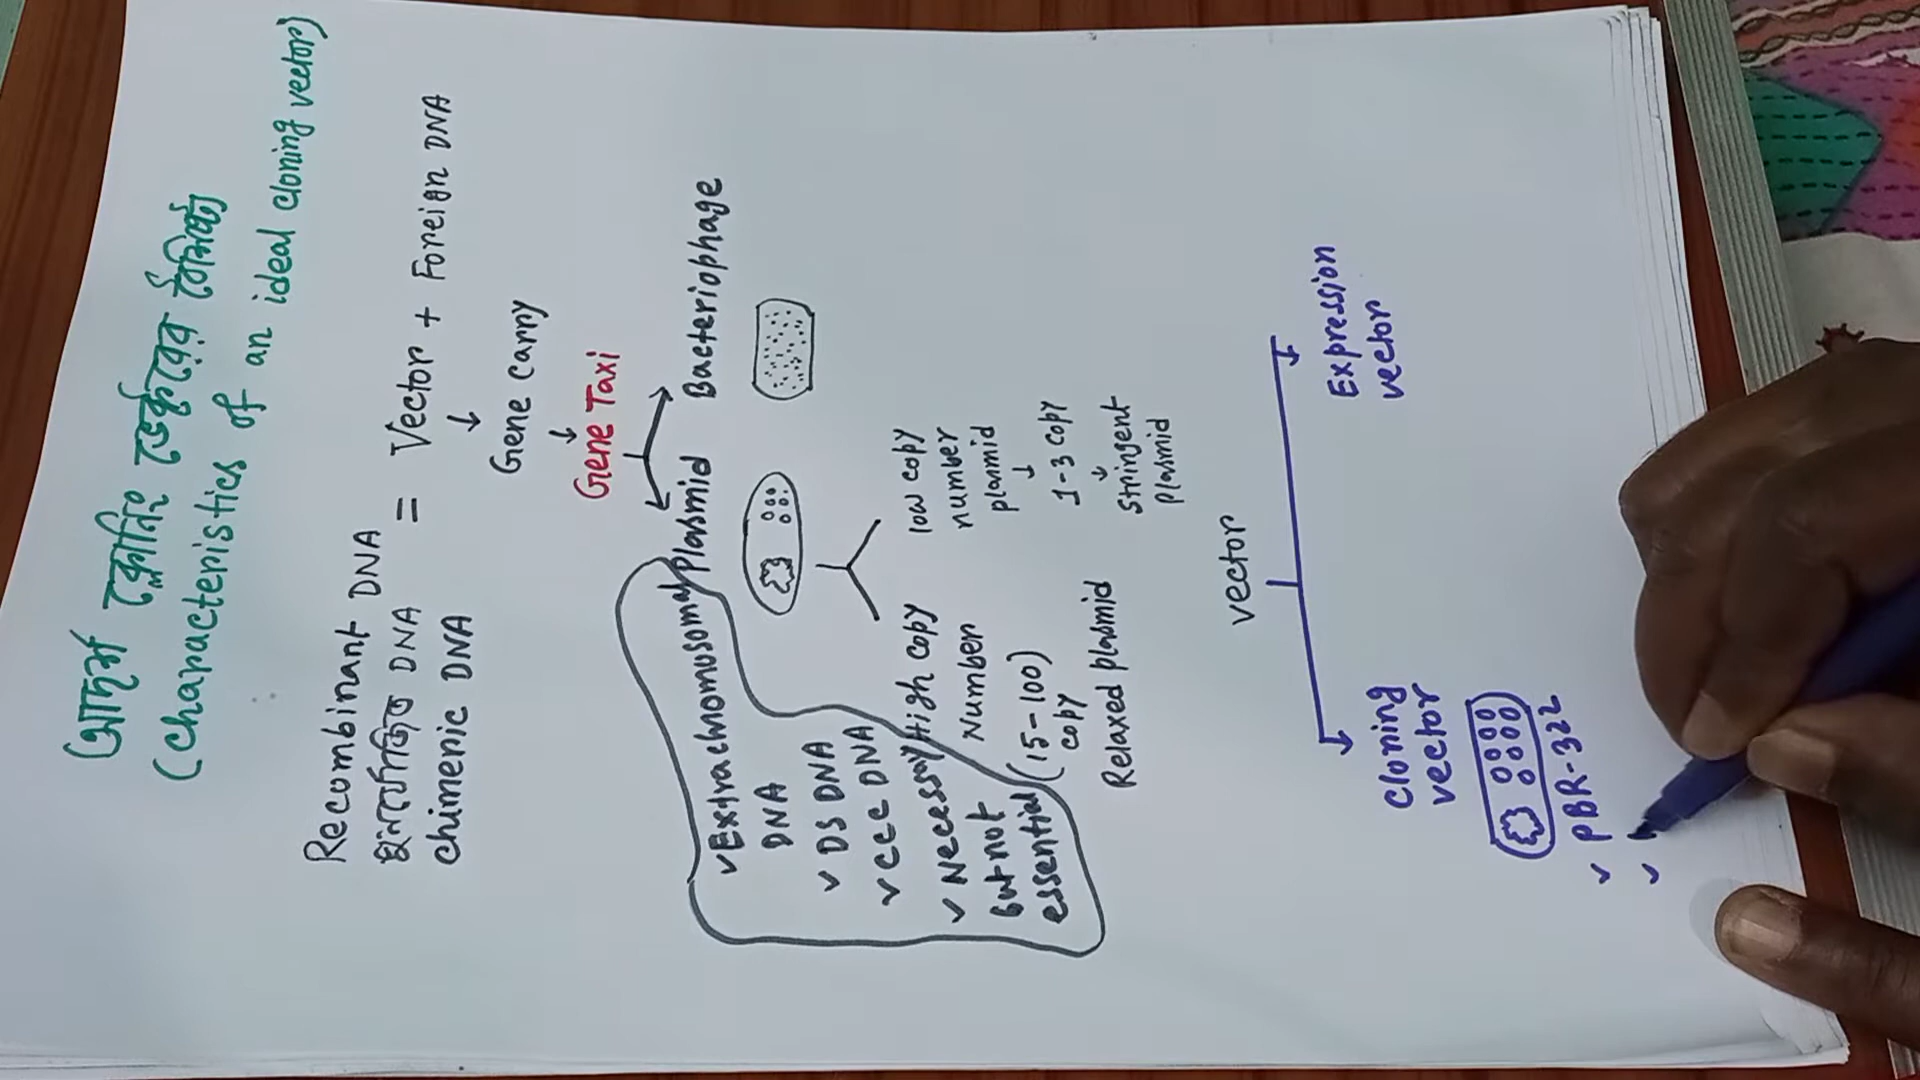 আদর্শ ক্লোনিং ভেক্টরের বৈশিষ্ট্য
(characteristics of an ideal cloning vector)
Recombinant DNA
DNA
chimeric DNA
= Vector + Foreign DNA
↓
Gene carry
↓
Gene Taxi
Plasmid
Bacteriophage
✓ Extrachromosomal
DNA
✓ DS DNA
✓ CCC DNA
✓ Necessary
but not
essential
High copy
Number
(15-100)
copy
Relaxed plasmid
low copy
number
planmid
↓
1-3 copy
↓
stringent
plasmid
vector
Cloning
vector
✓ PBR-322
✓
Expression
vector